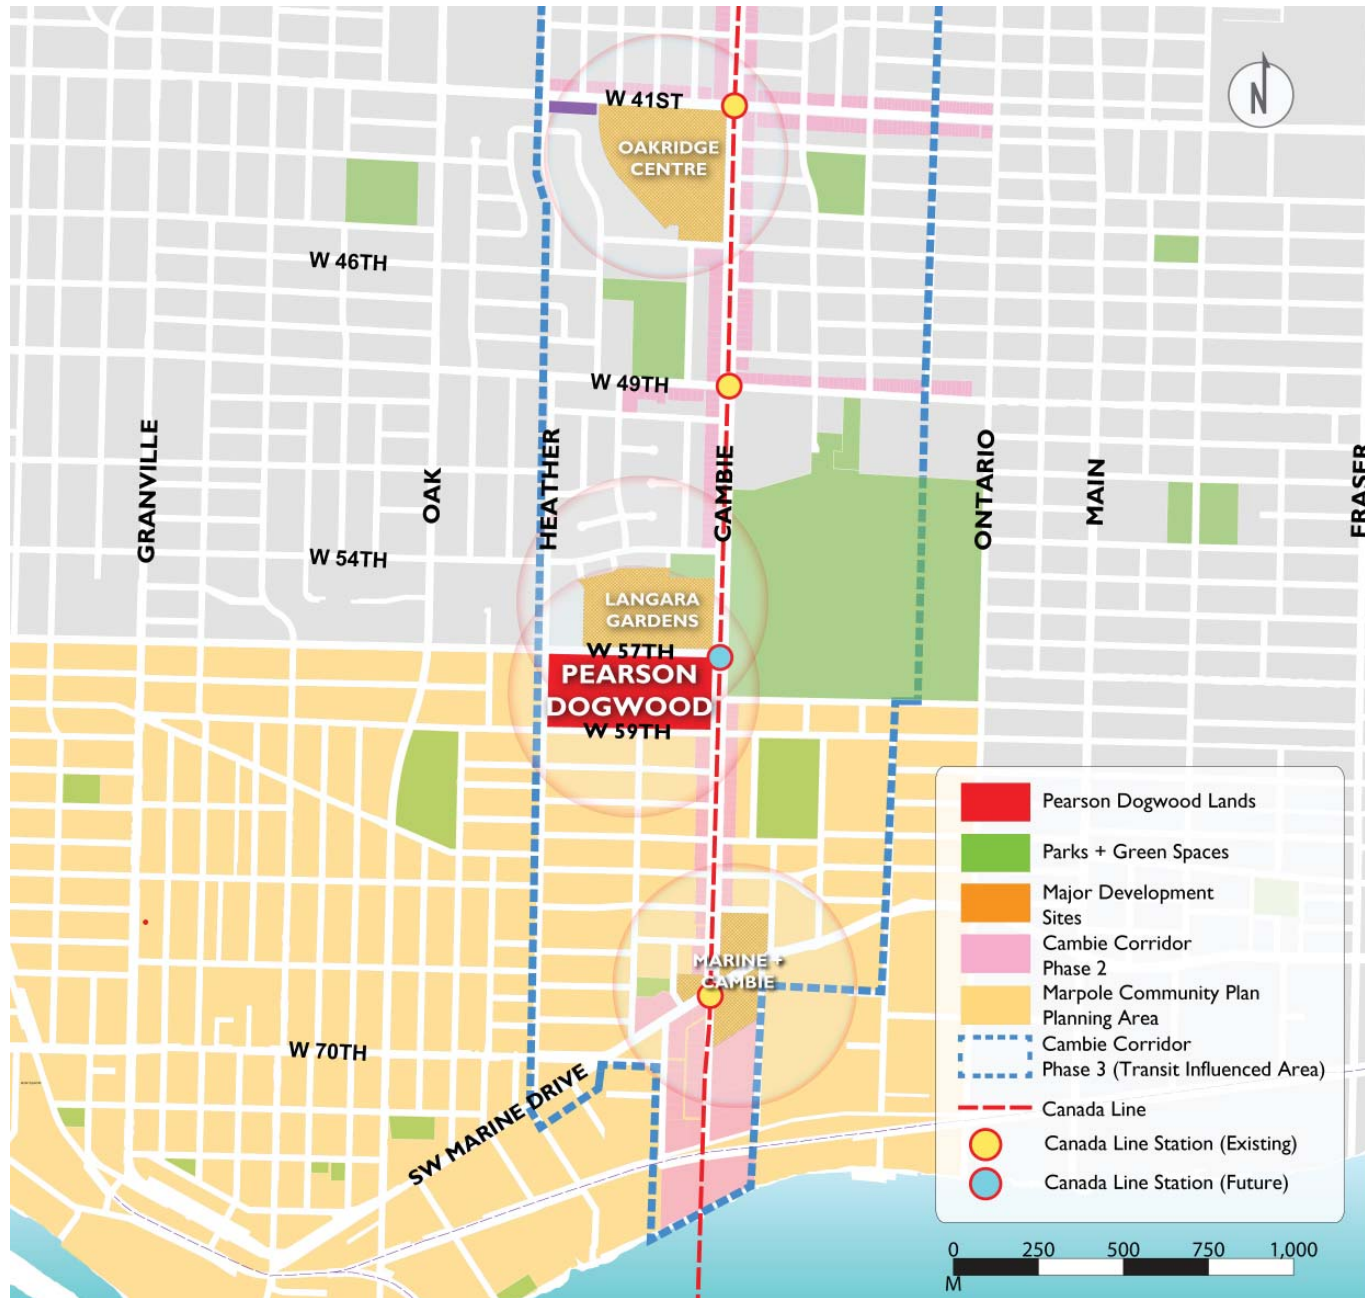 N
W 41ST
OAKRIDGE
CENTRE
W 46TH
W 49TH
GRANVILLE
OAK
HEATHER
CAMBIE
ONTARIO
MAIN
FRASER
W 54TH
LANGARA
GARDENS
W 57TH
PEARSON
DOGWOOD
W 59TH
MARINE +
CAMBIE
W 70TH
SW MARINE DRIVE
Pearson Dogwood Lands
Parks + Green Spaces
Major Development
Sites
Cambie Corridor
Phase 2
Marpole Community Plan
Planning Area
Cambie Corridor
Phase 3 (Transit Influenced Area)
Canada Line
Canada Line Station (Existing)
Canada Line Station (Future)
0 250 500 750 1,000
M